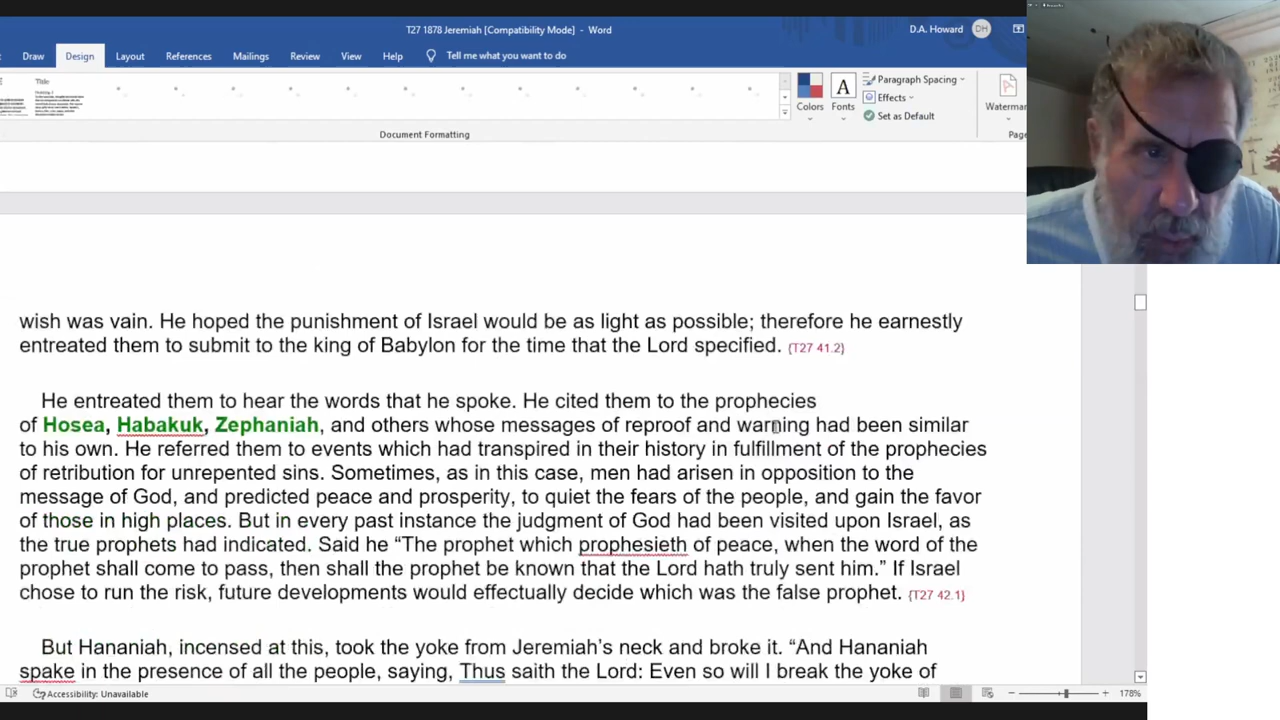 T27 1878 Jeremiah [Compatibility Mode] - Word
D.A. Howard
DH
Draw
Design
Layout
References
Mailings
Review
View
Help
Tell me what you want to do
Title
Colors
Fonts
Paragraph Spacing
Effects
Set as Default
Document Formatting
wish was vain. He hoped the punishment of Israel would be as light as possible; therefore he earnestly
entreated them to submit to the king of Babylon for the time that the Lord specified. {T27 41.2}
He entreated them to hear the words that he spoke. He cited them to the prophecies
of Hosea, Habakuk, Zephaniah, and others whose messages of reproof and warning had been similar
to his own. He referred them to events which had transpired in their history in fulfillment of the prophecies
of retribution for unrepented sins. Sometimes, as in this case, men had arisen in opposition to the
message of God, and predicted peace and prosperity, to quiet the fears of the people, and gain the favor
of those in high places. But in every past instance the judgment of God had been visited upon Israel, as
the true prophets had indicated. Said he “The prophet which prophesieth of peace, when the word of the
prophet shall come to pass, then shall the prophet be known that the Lord hath truly sent him.” If Israel
chose to run the risk, future developments would effectually decide which was the false prophet. {T27 42.1}
But Hananiah, incensed at this, took the yoke from Jeremiah’s neck and broke it. “And Hananiah
spake in the presence of all the people, saying, Thus saith the Lord: Even so will I break the yoke of
Accessibility: Unavailable
178%